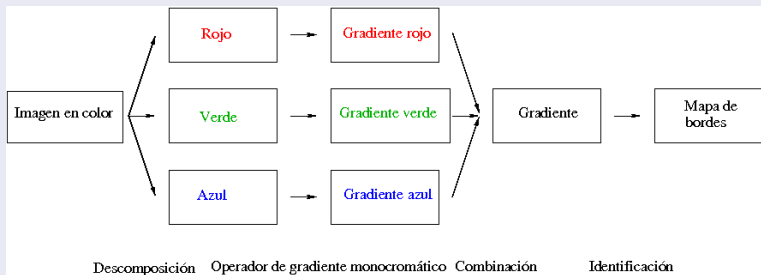 Rojo
Gradiente rojo
Imagen en color
Verde
Gradiente verde
Gradiente
Mapa de
bordes
Azul
Gradiente azul
Descomposición
Operador de gradiente monocromático
Combinación
Identificación